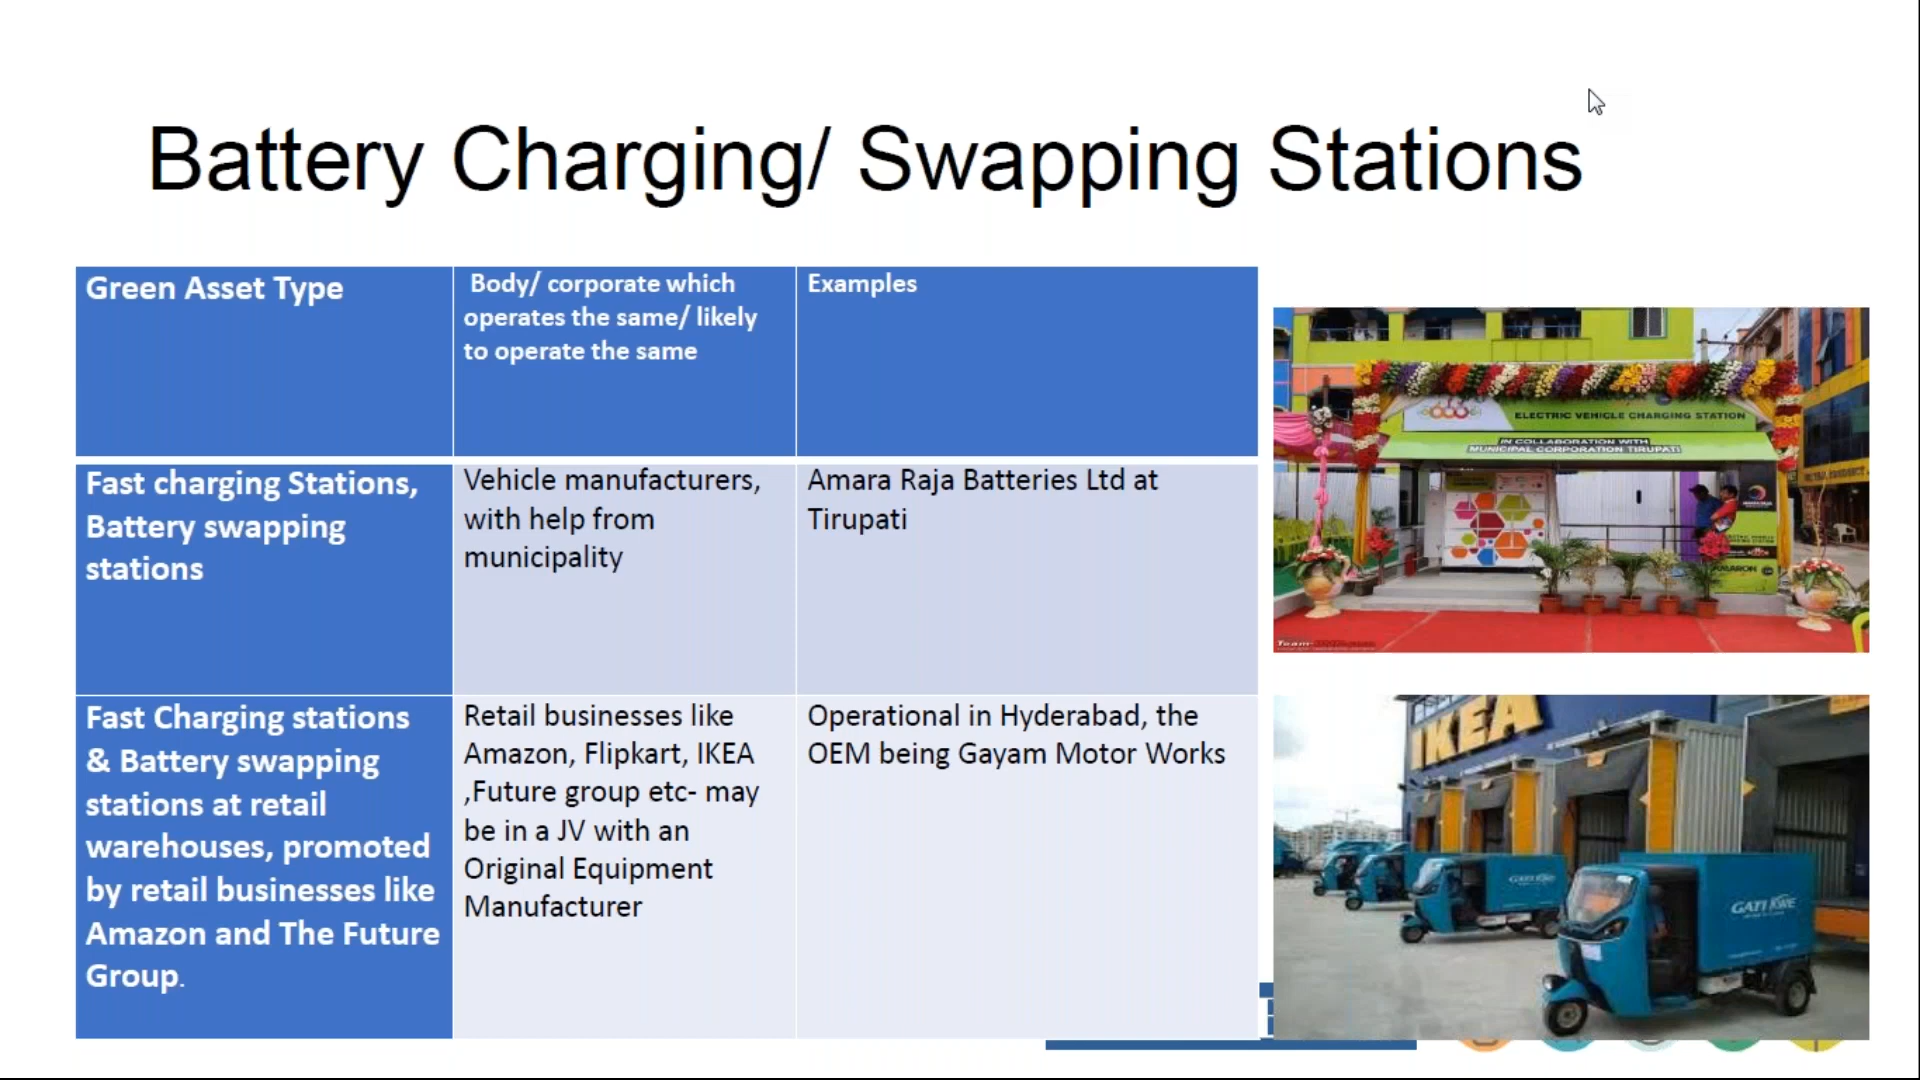 Battery Charging/ Swapping Stations
Green Asset Type
Body/ corporate which
operates the same/ likely
to operate the same
Examples
Fast charging Stations,
Battery swapping
stations
Vehicle manufacturers,
with help from
municipality
Amara Raja Batteries Ltd at
Tirupati
Fast Charging stations
& Battery swapping
stations at retail
warehouses, promoted
by retail businesses like
Amazon and The Future
Group.
Retail businesses like
Amazon, Flipkart, IKEA
,Future group etc- may
be in a JV with an
Original Equipment
Manufacturer
Operational in Hyderabad, the
OEM being Gayam Motor Works
ELECTRIC VEHICLE CHARGING STATION
IN COLLABORATION WITH
MUNICIPAL CORPORATION TIRUPATI
AMARON
IKEA
GATI KWE